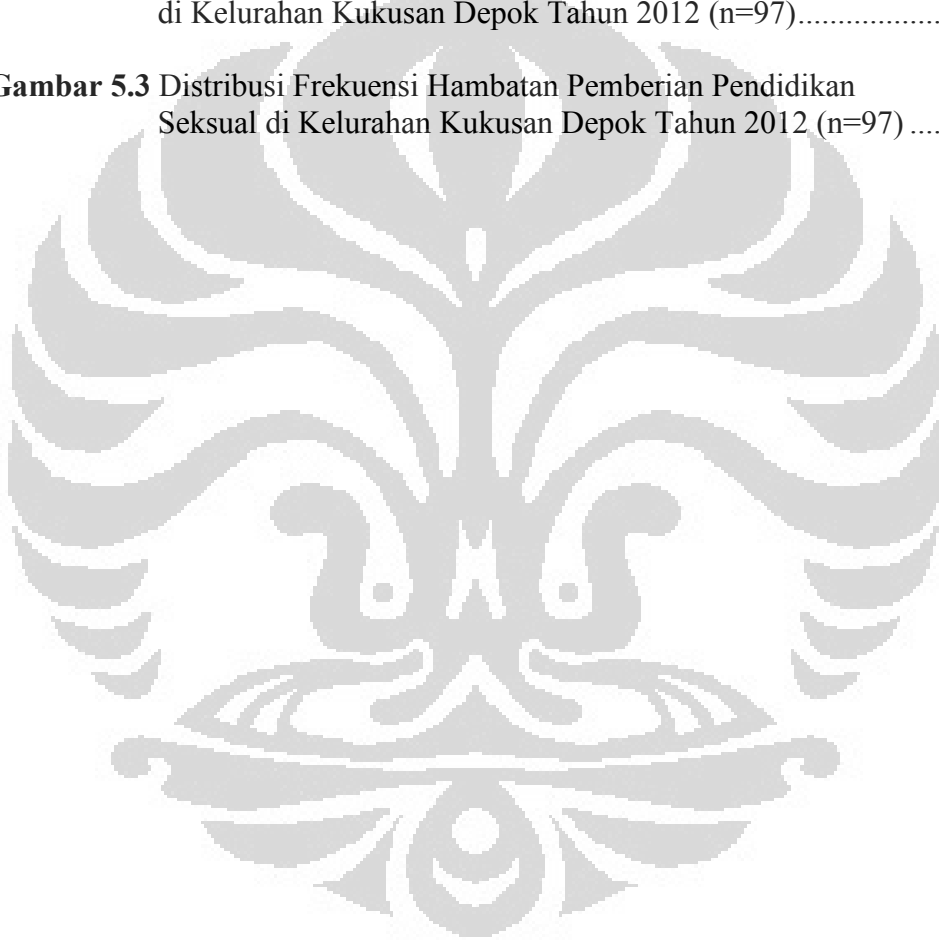 di Kelurahan Kukusan Depok Tahun 2012 (n=97)..................
Gambar 5.3 Distribusi Frekuensi Hambatan Pemberian Pendidikan
Seksual di Kelurahan Kukusan Depok Tahun 2012 (n=97) ....